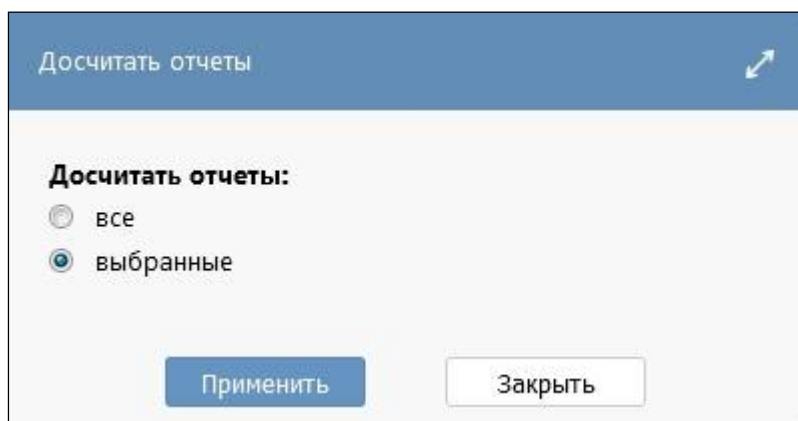 Досчитать отчеты
Досчитать отчеты:
все
выбранные
Применить
Закрыть